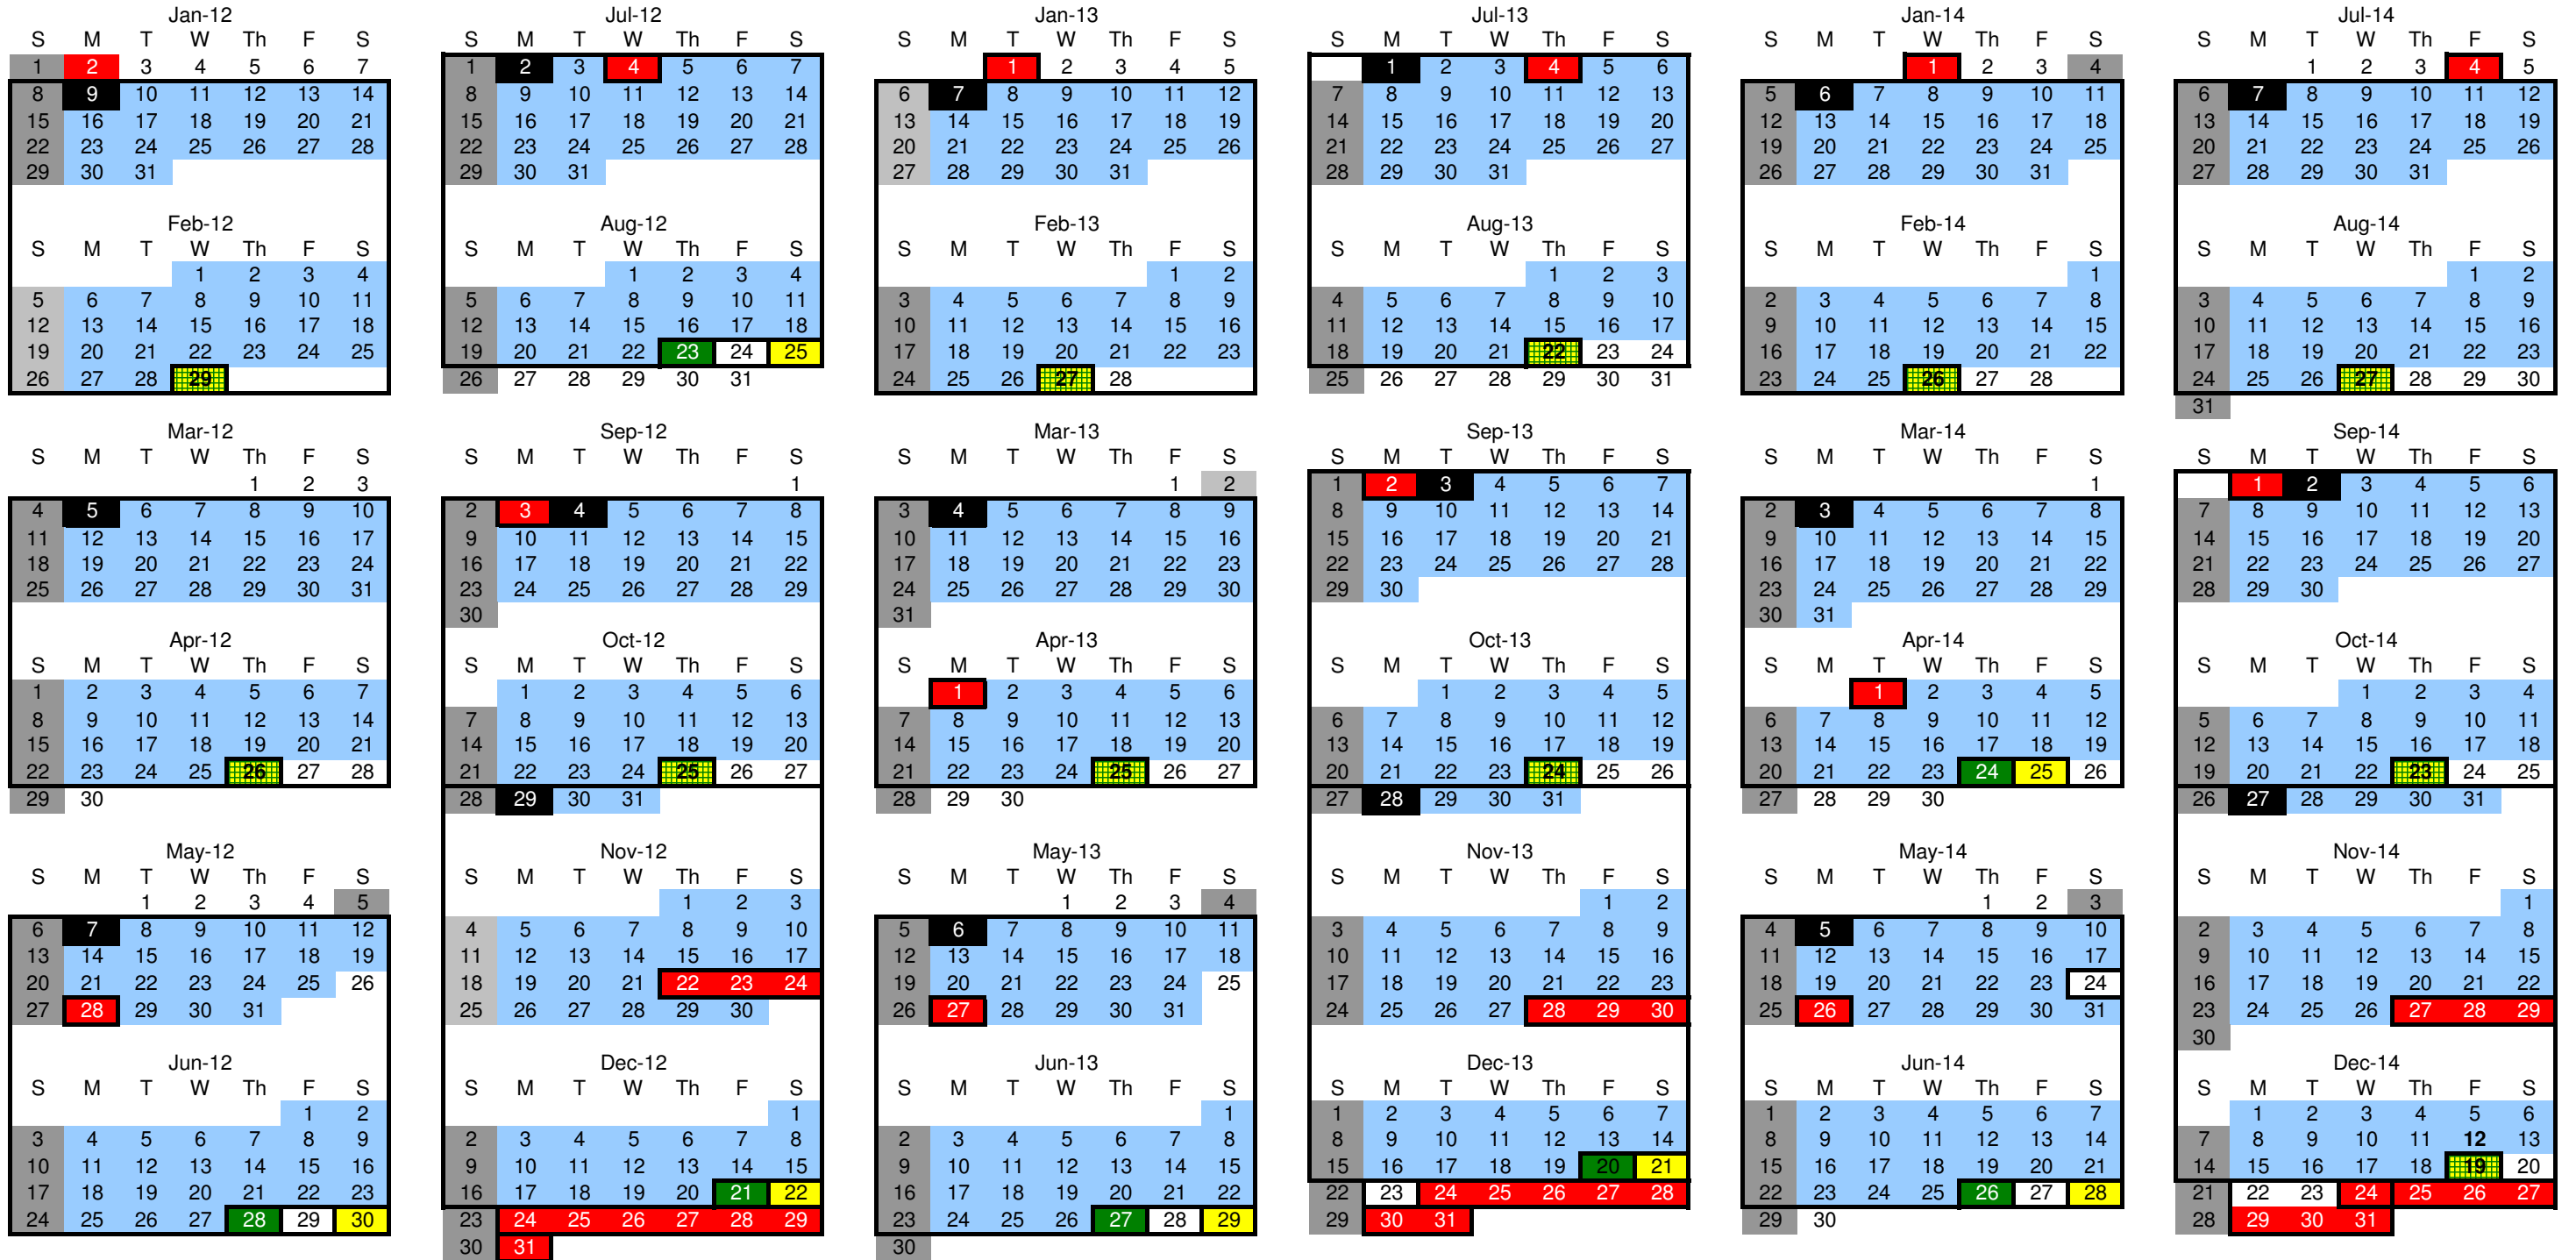 Jan-12
S M T W Th F S
1 2 3 4 5 6 7
8 9 10 11 12 13 14
15 16 17 18 19 20 21
22 23 24 25 26 27 28
29 30 31
Feb-12
S M T W Th F S
1 2 3 4
5 6 7 8 9 10 11
12 13 14 15 16 17 18
19 20 21 22 23 24 25
26 27 28 29
Mar-12
S M T W Th F S
1 2 3
4 5 6 7 8 9 10
11 12 13 14 15 16 17
18 19 20 21 22 23 24
25 26 27 28 29 30 31
Apr-12
S M T W Th F S
1 2 3 4 5 6 7
8 9 10 11 12 13 14
15 16 17 18 19 20 21
22 23 24 25 26 27 28
29 30
May-12
S M T W Th F S
1 2 3 4 5
6 7 8 9 10 11 12
13 14 15 16 17 18 19
20 21 22 23 24 25 26
27 28 29 30 31
Jun-12
S M T W Th F S
1 2
3 4 5 6 7 8 9
10 11 12 13 14 15 16
17 18 19 20 21 22 23
24 25 26 27 28 29 30
Jul-12
S M T W Th F S
1 2 3 4 5 6 7
8 9 10 11 12 13 14
15 16 17 18 19 20 21
22 23 24 25 26 27 28
29 30 31
Aug-12
S M T W Th F S
1 2 3 4
5 6 7 8 9 10 11
12 13 14 15 16 17 18
19 20 21 22 23 24 25
26 27 28 29 30 31
Sep-12
S M T W Th F S
1
2 3 4 5 6 7 8
9 10 11 12 13 14 15
16 17 18 19 20 21 22
23 24 25 26 27 28 29
30
Oct-12
S M T W Th F S
1 2 3 4 5 6
7 8 9 10 11 12 13
14 15 16 17 18 19 20
21 22 23 24 25 26 27
28 29 30 31
Nov-12
S M T W Th F S
1 2 3
4 5 6 7 8 9 10
11 12 13 14 15 16 17
18 19 20 21 22 23 24
25 26 27 28 29 30
Dec-12
S M T W Th F S
1
2 3 4 5 6 7 8
9 10 11 12 13 14 15
16 17 18 19 20 21 22
23 24 25 26 27 28 29
30 31
Jan-13
S M T W Th F S
1 2 3 4 5
6 7 8 9 10 11 12
13 14 15 16 17 18 19
20 21 22 23 24 25 26
27 28 29 30 31
Feb-13
S M T W Th F S
1 2
3 4 5 6 7 8 9
10 11 12 13 14 15 16
17 18 19 20 21 22 23
24 25 26 27 28
Mar-13
S M T W Th F S
1 2
3 4 5 6 7 8 9
10 11 12 13 14 15 16
17 18 19 20 21 22 23
24 25 26 27 28 29 30
31
Apr-13
S M T W Th F S
1 2 3 4 5 6
7 8 9 10 11 12 13
14 15 16 17 18 19 20
21 22 23 24 25 26 27
28 29 30
May-13
S M T W Th F S
1 2 3 4
5 6 7 8 9 10 11
12 13 14 15 16 17 18
19 20 21 22 23 24 25
26 27 28 29 30 31
Jun-13
S M T W Th F S
1
2 3 4 5 6 7 8
9 10 11 12 13 14 15
16 17 18 19 20 21 22
23 24 25 26 27 28 29
30
Jul-13
S M T W Th F S
1 2 3 4 5 6
7 8 9 10 11 12 13
14 15 16 17 18 19 20
21 22 23 24 25 26 27
28 29 30 31
Aug-13
S M T W Th F S
1 2 3
4 5 6 7 8 9 10
11 12 13 14 15 16 17
18 19 20 21 22 23 24
25 26 27 28 29 30 31
Sep-13
S M T W Th F S
1 2 3 4 5 6 7
8 9 10 11 12 13 14
15 16 17 18 19 20 21
22 23 24 25 26 27 28
29 30
Oct-13
S M T W Th F S
1 2 3 4 5
6 7 8 9 10 11 12
13 14 15 16 17 18 19
20 21 22 23 24 25 26
27 28 29 30 31
Nov-13
S M T W Th F S
1 2
3 4 5 6 7 8 9
10 11 12 13 14 15 16
17 18 19 20 21 22 23
24 25 26 27 28 29 30
Dec-13
S M T W Th F S
1 2 3 4 5 6 7
8 9 10 11 12 13 14
15 16 17 18 19 20 21
22 23 24 25 26 27 28
29 30 31
Jan-14
S M T W Th F S
1 2 3 4
5 6 7 8 9 10 11
12 13 14 15 16 17 18
19 20 21 22 23 24 25
26 27 28 29 30 31
Feb-14
S M T W Th F S
1
2 3 4 5 6 7 8
9 10 11 12 13 14 15
16 17 18 19 20 21 22
23 24 25 26 27 28
Mar-14
S M T W Th F S
1
2 3 4 5 6 7 8
9 10 11 12 13 14 15
16 17 18 19 20 21 22
23 24 25 26 27 28 29
30 31
Apr-14
S M T W Th F S
1 2 3 4 5
6 7 8 9 10 11 12
13 14 15 16 17 18 19
20 21 22 23 24 25 26
27 28 29 30
May-14
S M T W Th F S
1 2 3
4 5 6 7 8 9 10
11 12 13 14 15 16 17
18 19 20 21 22 23 24
25 26 27 28 29 30 31
Jun-14
S M T W Th F S
1 2 3 4 5 6 7
8 9 10 11 12 13 14
15 16 17 18 19 20 21
22 23 24 25 26 27 28
29 30
Jul-14
S M T W Th F S
1 2 3 4 5
6 7 8 9 10 11 12
13 14 15 16 17 18 19
20 21 22 23 24 25 26
27 28 29 30 31
Aug-14
S M T W Th F S
1 2
3 4 5 6 7 8 9
10 11 12 13 14 15 16
17 18 19 20 21 22 23
24 25 26 27 28 29 30
31
Sep-14
S M T W Th F S
1 2 3 4 5 6
7 8 9 10 11 12 13
14 15 16 17 18 19 20
21 22 23 24 25 26 27
28 29 30
Oct-14
S M T W Th F S
1 2 3 4
5 6 7 8 9 10 11
12 13 14 15 16 17 18
19 20 21 22 23 24 25
26 27 28 29 30 31
Nov-14
S M T W Th F S
1
2 3 4 5 6 7 8
9 10 11 12 13 14 15
16 17 18 19 20 21 22
23 24 25 26 27 28 29
30
Dec-14
S M T W Th F S
1 2 3 4 5 6
7 8 9 10 11 12 13
14 15 16 17 18 19 20
21 22 23 24 25 26 27
28 29 30 31